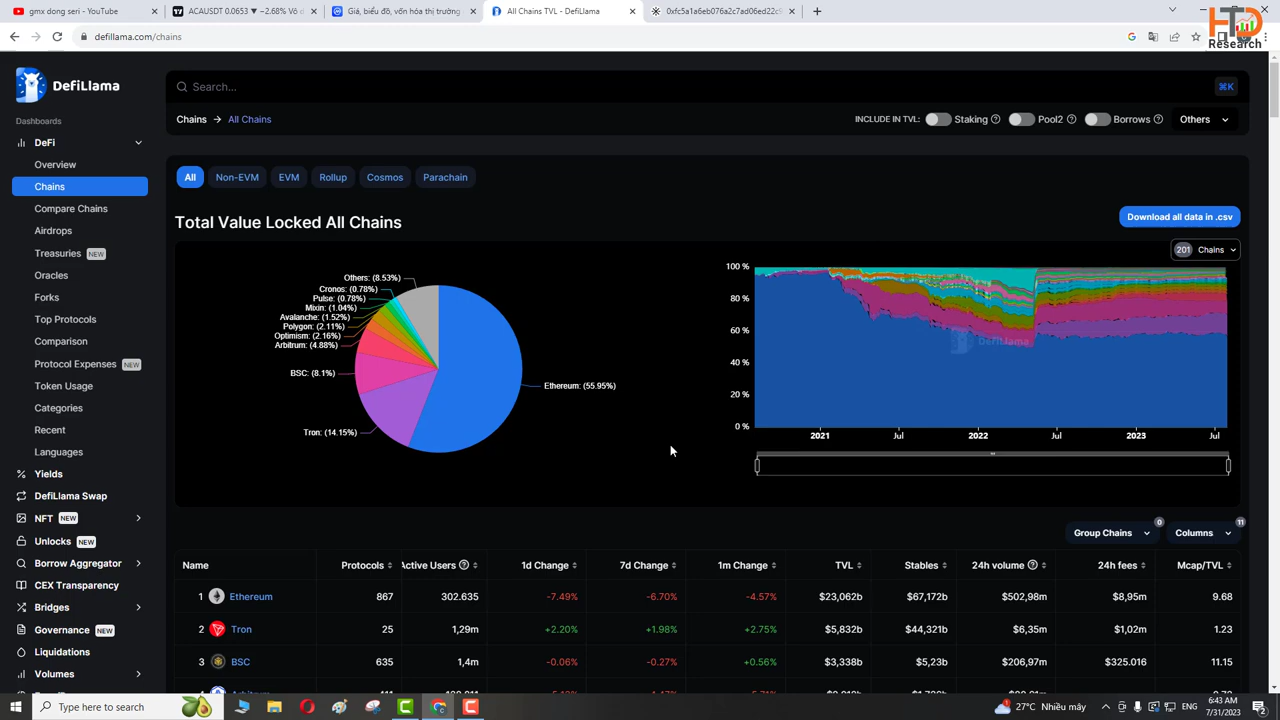 gmx dong seri - YouTube
ACAUSDT 0.0653 ▼ −2.68% Vô d
Giá, biểu đồ, vốn hóa thị trường
All Chains TVL - DefiLlama
0xfc5a1a6eb076a2c7ad06ed22c9
defillama.com/chains
HTD
Research
DefiLlama
Search...
⌘K
Dashboards
Chains → All Chains
INCLUDE IN TVL:
Staking
Pool2
Borrows
Others
DeFi
Overview
Chains
Compare Chains
Airdrops
Treasuries NEW
Oracles
Forks
Top Protocols
Comparison
Protocol Expenses NEW
Token Usage
Categories
Recent
Languages
Yields
DefiLlama Swap
NFT NEW
Unlocks NEW
Borrow Aggregator
CEX Transparency
Bridges
Governance NEW
Liquidations
Volumes
All
Non-EVM
EVM
Rollup
Cosmos
Parachain
Total Value Locked All Chains
Download all data in .csv
201 Chains
Others: (8.53%)
Cronos: (0.78%)
Pulse: (0.78%)
Mixin: (1.04%)
Avalanche: (1.52%)
Polygon: (2.11%)
Optimism: (2.16%)
Arbitrum: (4.88%)
BSC: (8.1%)
Tron: (14.15%)
Ethereum: (55.95%)
100 %
80 %
60 %
40 %
20 %
0 %
DefiLlama
2021 Jul 2022 Jul 2023 Jul
Group Chains 0
Columns 11
Name Protocols Active Users 1d Change 7d Change 1m Change TVL Stables 24h volume 24h fees Mcap/TVL
1 Ethereum 867 302.635 -7.49% -6.70% -4.57% $23,062b $67,172b $502,98m $8,95m 9.68
2 Tron 25 1,29m +2.20% +1.98% +2.75% $5,832b $44,321b $6,35m $1,02m 1.23
3 BSC 635 1,4m -0.06% -0.27% +0.56% $3,338b $5,23b $206,97m $325.016 11.15
Type here to search
27°C Nhiều mây
ENG
6:43 AM
7/31/2023
2